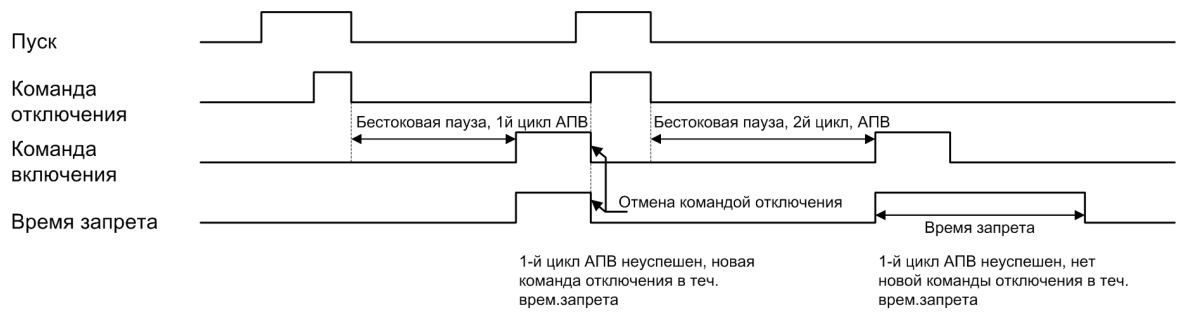 Пуск
Команда
отключения
Бестоковая пауза, 1й цикл АПВ
Бестоковая пауза, 2й цикл, АПВ
Команда
включения
Отмена командой отключения
Время запрета
Время запрета
1-й цикл АПВ неуспешен, новая
команда отключения в теч.
врем.запрета
1-й цикл АПВ неуспешен, нет
новой команды отключения в теч.
врем.запрета